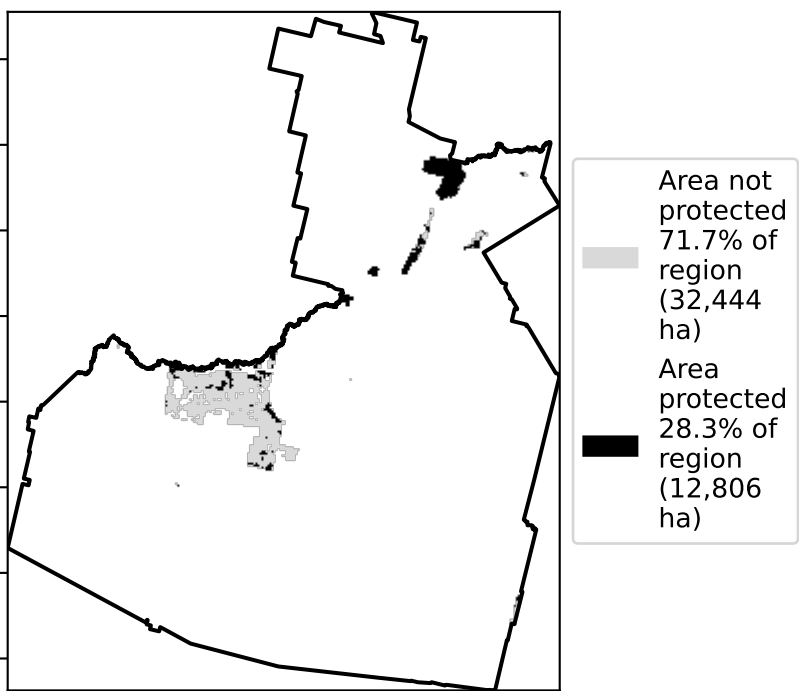 Area not
protected
71.7% of
region
(32,444
ha)
Area
protected
28.3% of
region
(12,806
ha)